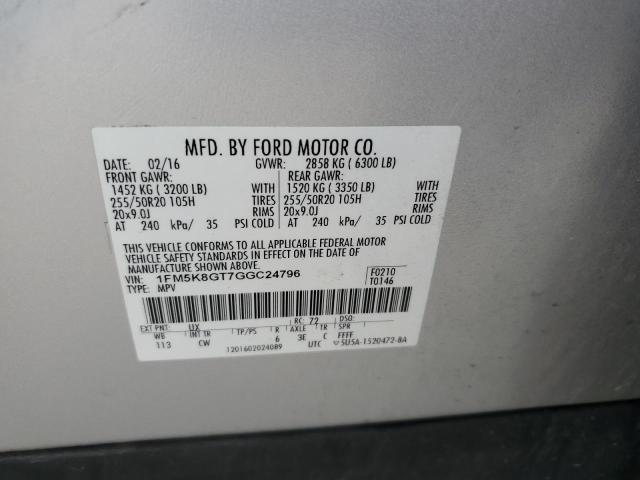 MFD. BY FORD MOTOR CO.
DATE: 02/16 GVWR: 2858 KG ( 6300 LB)
FRONT GAWR: REAR GAWR:
1452 KG ( 3200 LB) WITH 1520 KG ( 3350 LB) WITH
255/50R20 105H TIRES 255/50R20 105H TIRES
20x9.0J RIMS 20x9.0J RIMS
AT 240 kPa/ 35 PSI COLD AT 240 kPa/ 35 PSI COLD
THIS VEHICLE CONFORMS TO ALL APPLICABLE FEDERAL MOTOR
VEHICLE SAFETY STANDARDS IN EFFECT ON THE DATE OF
MANUFACTURE SHOWN ABOVE.
VIN: 1FM5K8GT7GGC24796 F0210
TYPE: MPV T0146
EXT PNT: UX RC: 72 DSO:
WB INT TR TP/PS R AXLE TR SPR
113 CW 6 3E C FFFF
1201602024089 UTC 5U5A-1520472-BA